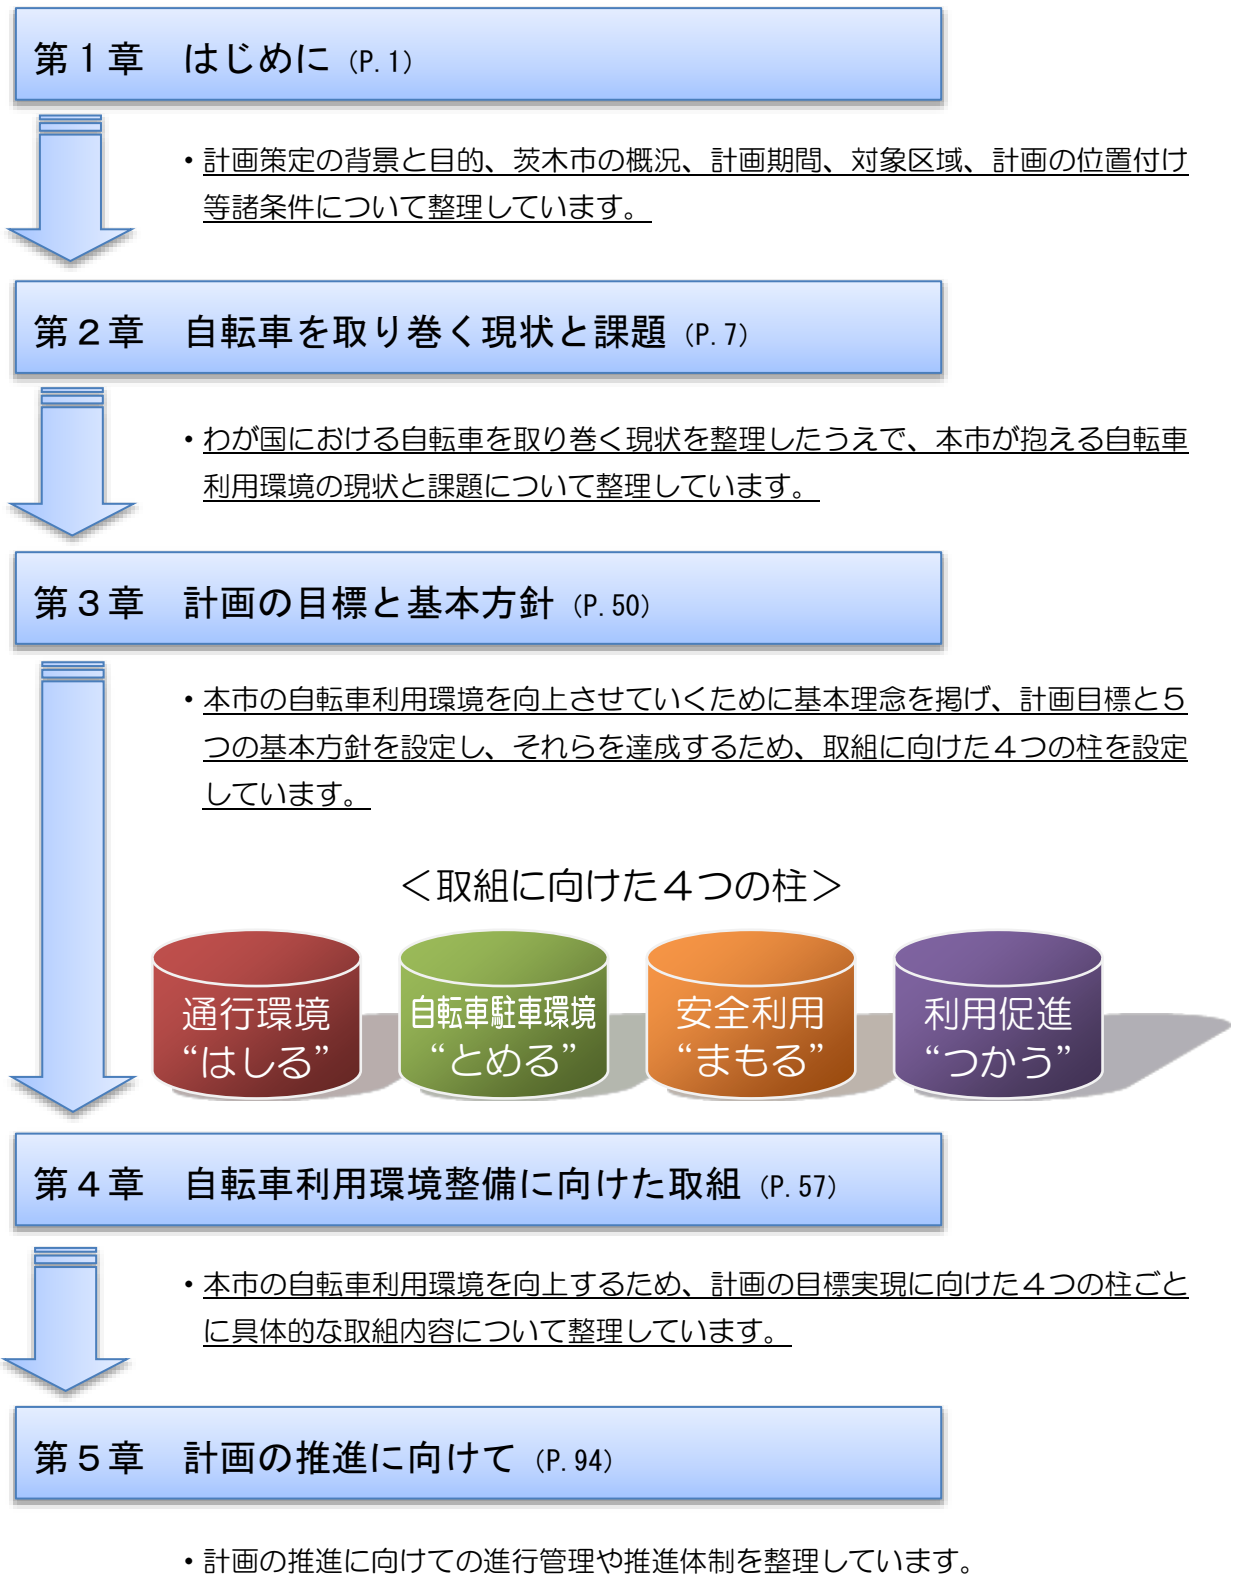 第１章　はじめに（P.1）
・計画策定の背景と目的、茨木市の概況、計画期間、対象区域、計画の位置付け
等諸条件について整理しています。
第２章　自転車を取り巻く現状と課題（P.7）
・わが国における自転車を取り巻く現状を整理したうえで、本市が抱える自転車
利用環境の現状と課題について整理しています。
第３章　計画の目標と基本方針（P.50）
・本市の自転車利用環境を向上させていくために基本理念を掲げ、計画目標と５
つの基本方針を設定し、それらを達成するため、取組に向けた４つの柱を設定
しています。
＜取組に向けた４つの柱＞
通行環境
“はしる”
自転車駐車環境
“とめる”
安全利用
“まもる”
利用促進
“つかう”
第４章　自転車利用環境整備に向けた取組（P.57）
・本市の自転車利用環境を向上するため、計画の目標実現に向けた４つの柱ごと
に具体的な取組内容について整理しています。
第５章　計画の推進に向けて（P.94）
・計画の推進に向けての進行管理や推進体制を整理しています。